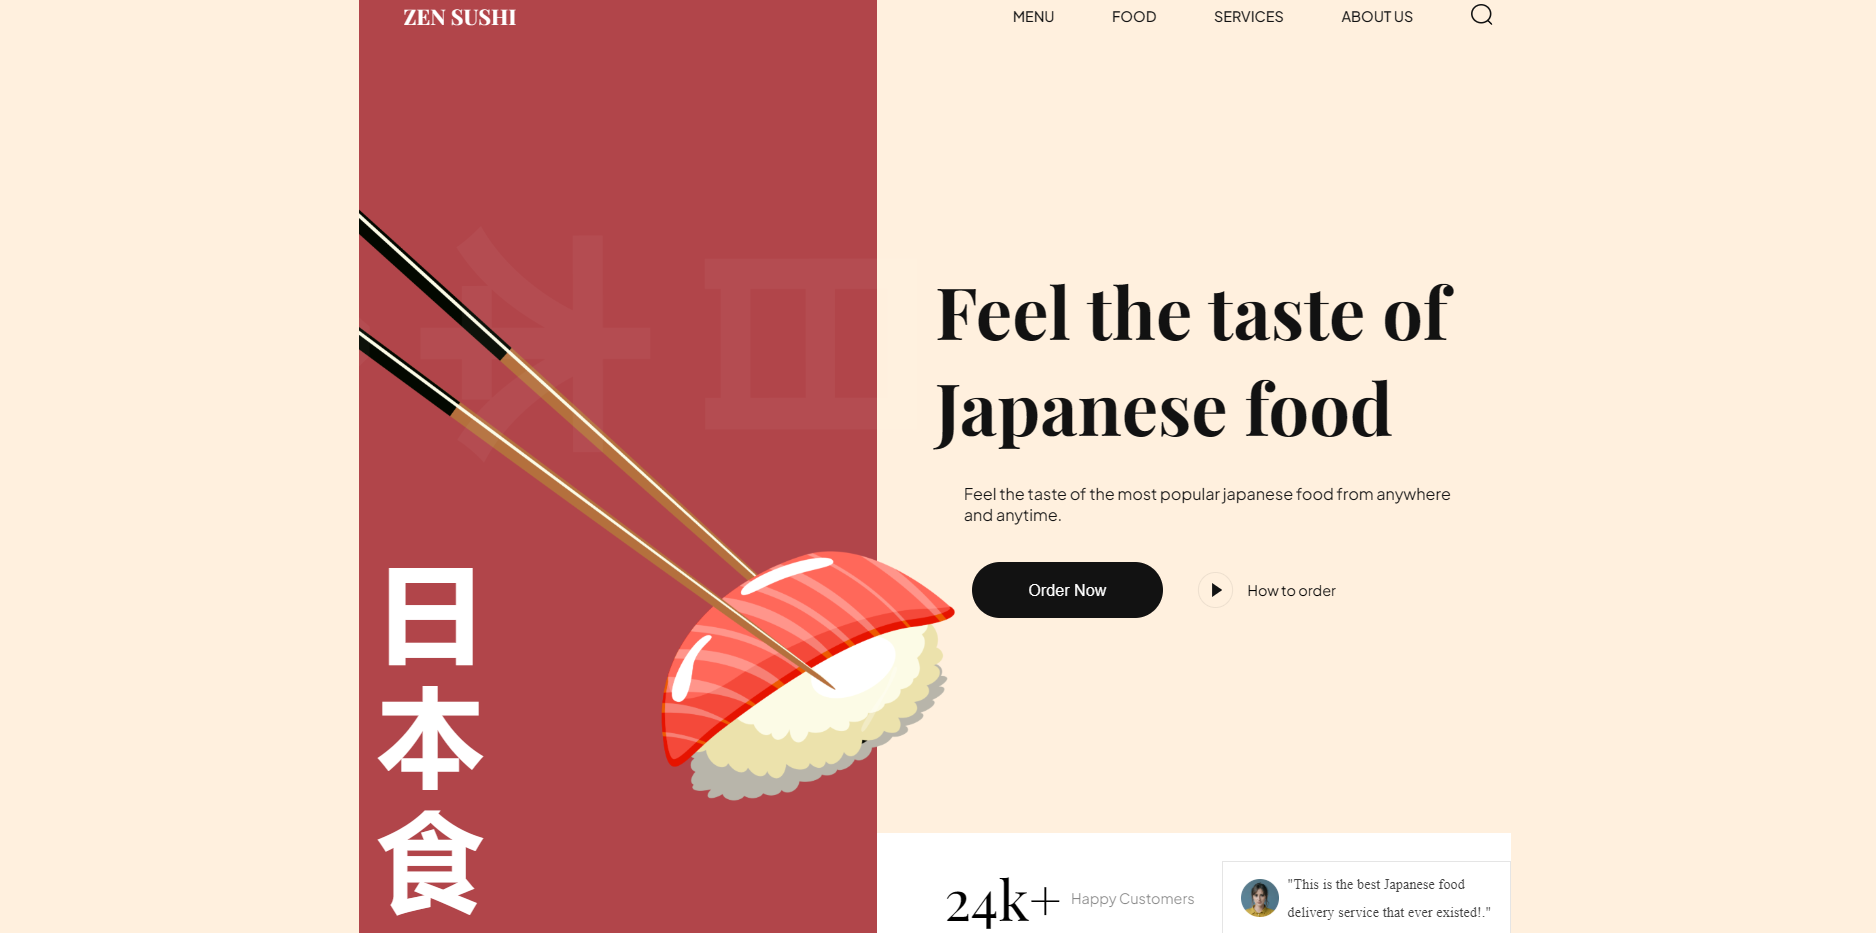 ZEN SUSHI
MENU FOOD SERVICES ABOUT US
日本
Feel the taste of
Japanese food
Feel the taste of the most popular japanese food from anywhere
and anytime.
Order Now
How to order
日
本
食
24k+ Happy Customers
"This is the best Japanese food
delivery service that ever existed!."